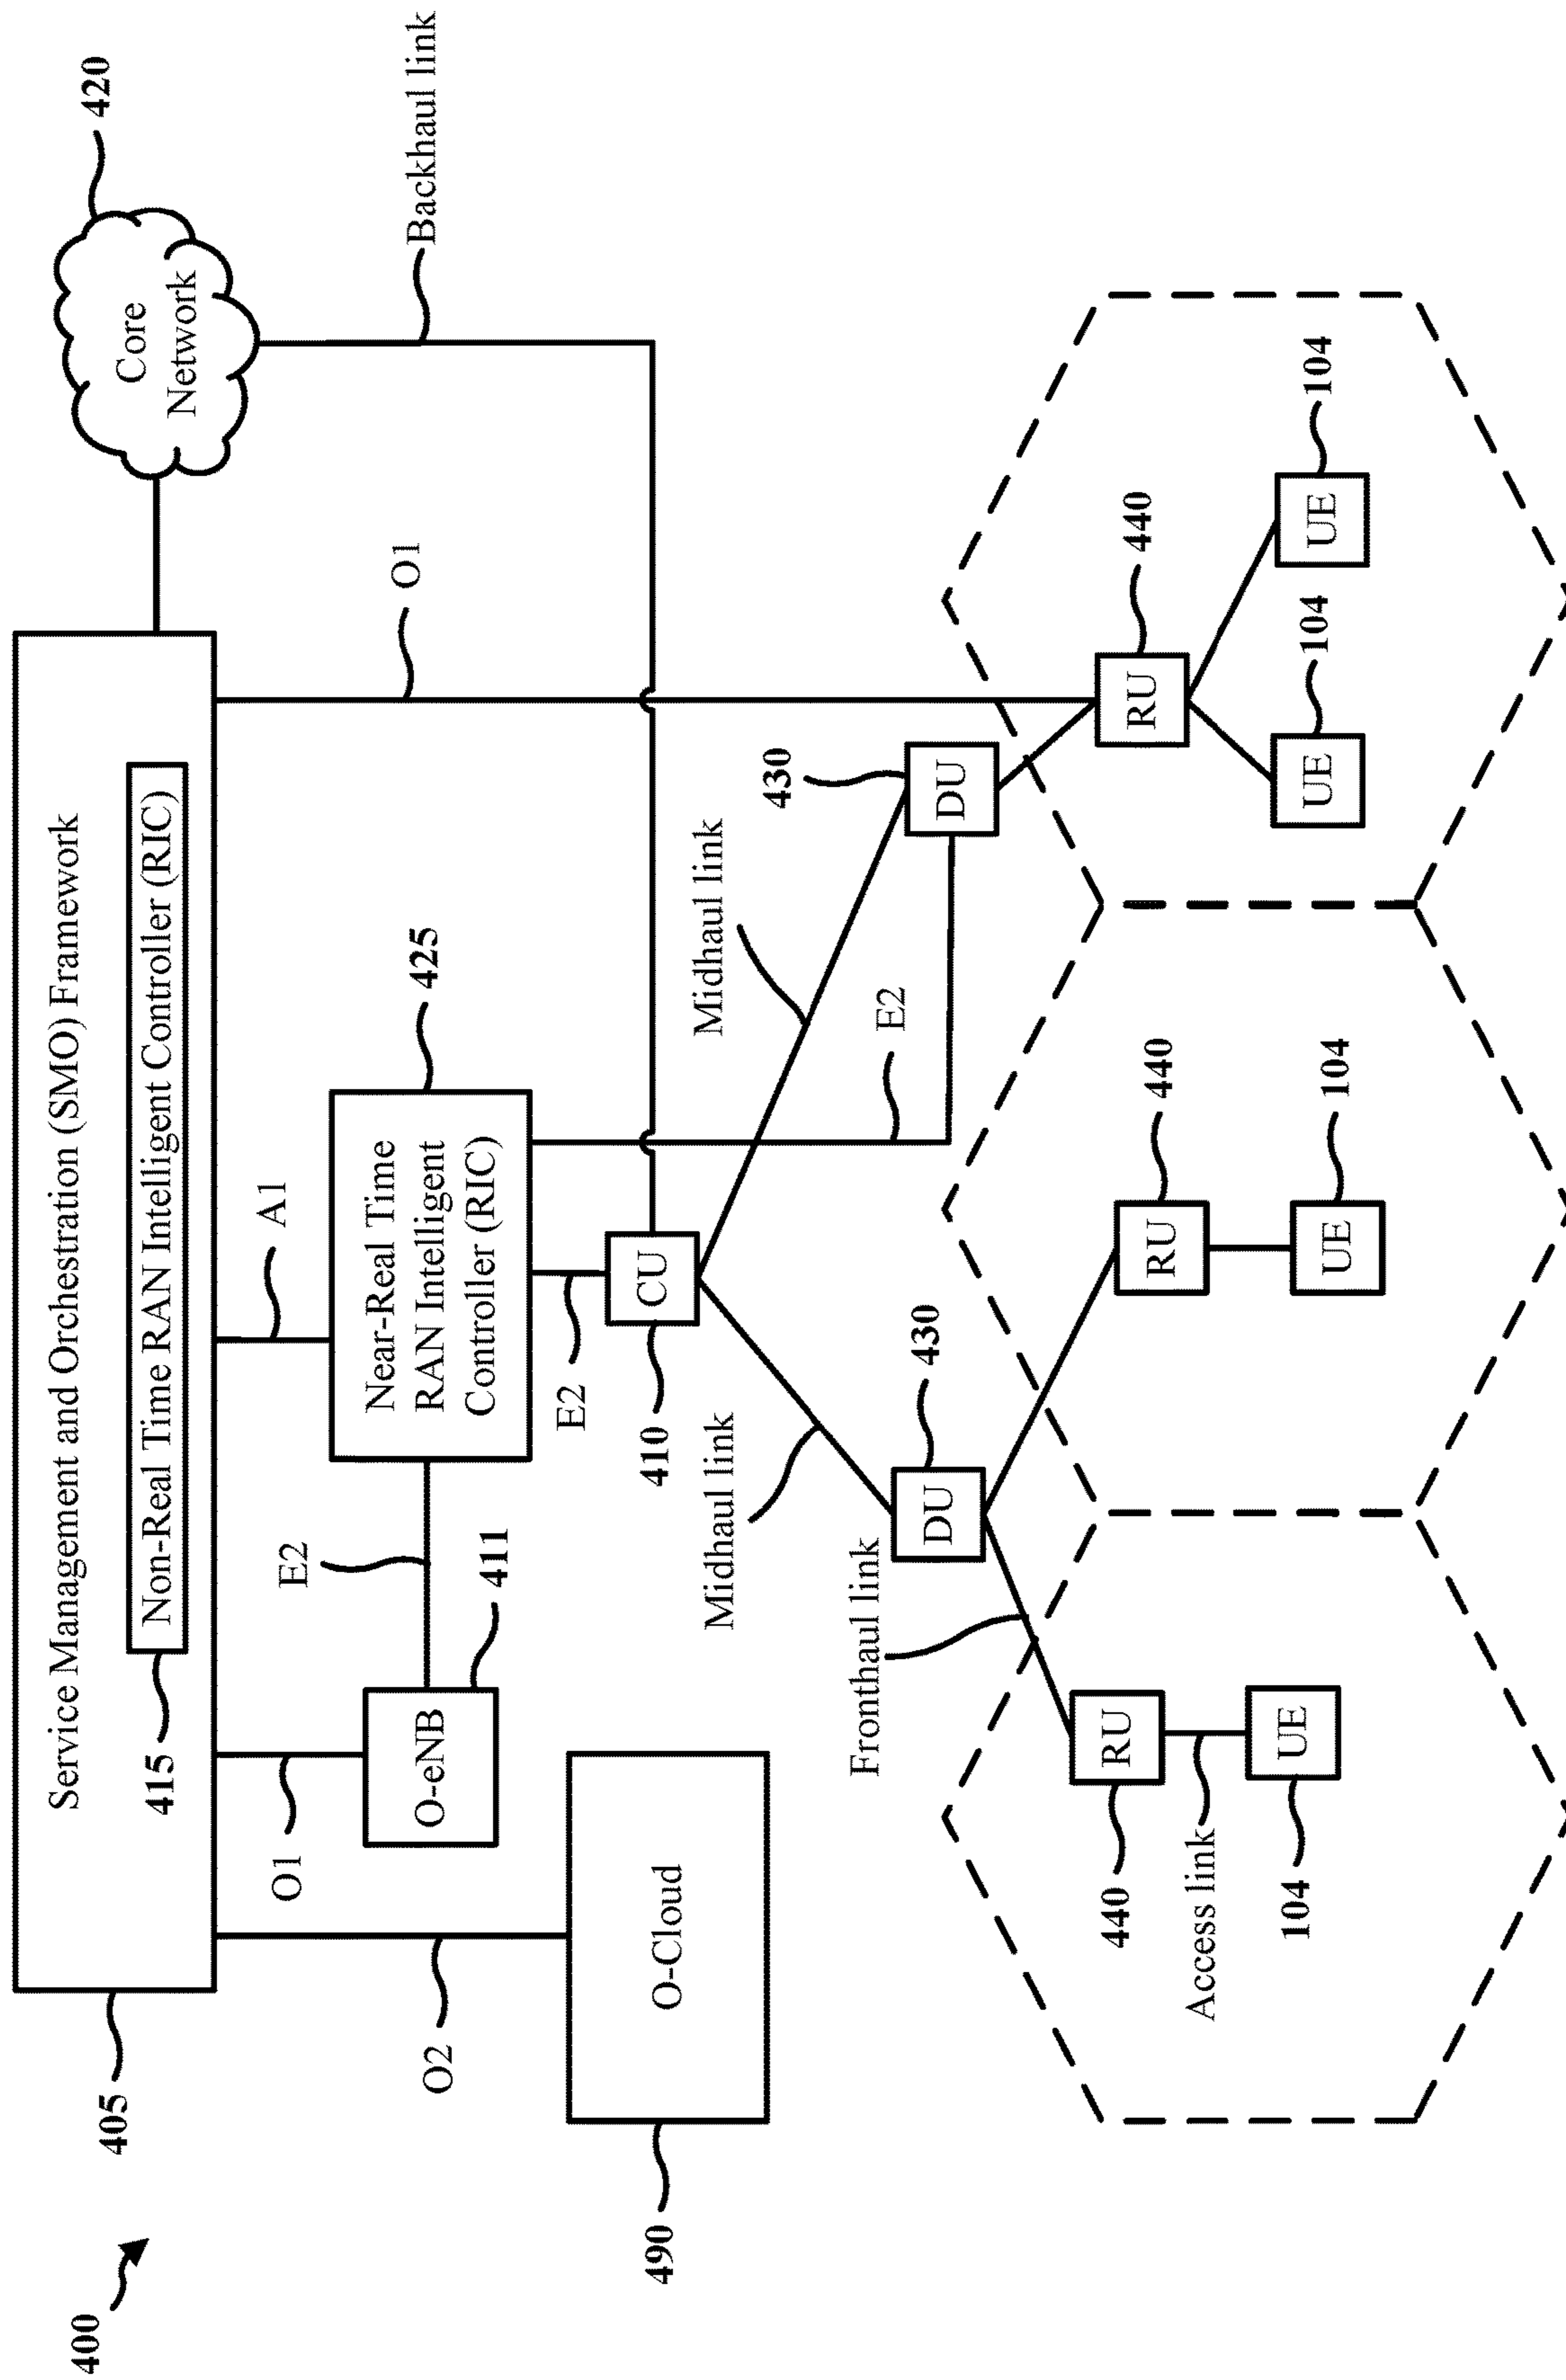 400
405
Service Management and Orchestration (SMO) Framework
415
Non-Real Time RAN Intelligent Controller (RIC)
420
Core
Network
Backhaul link
O1
A1
O1
O2
E2
411
O-eNB
425
Near-Real Time
RAN Intelligent
Controller (RIC)
E2
490
O-Cloud
410
CU
Midhaul link
Midhaul link
E2
430
DU
430
DU
Fronthaul link
440
RU
Access link
104
UE
440
RU
104
UE
440
RU
104
UE
104
UE